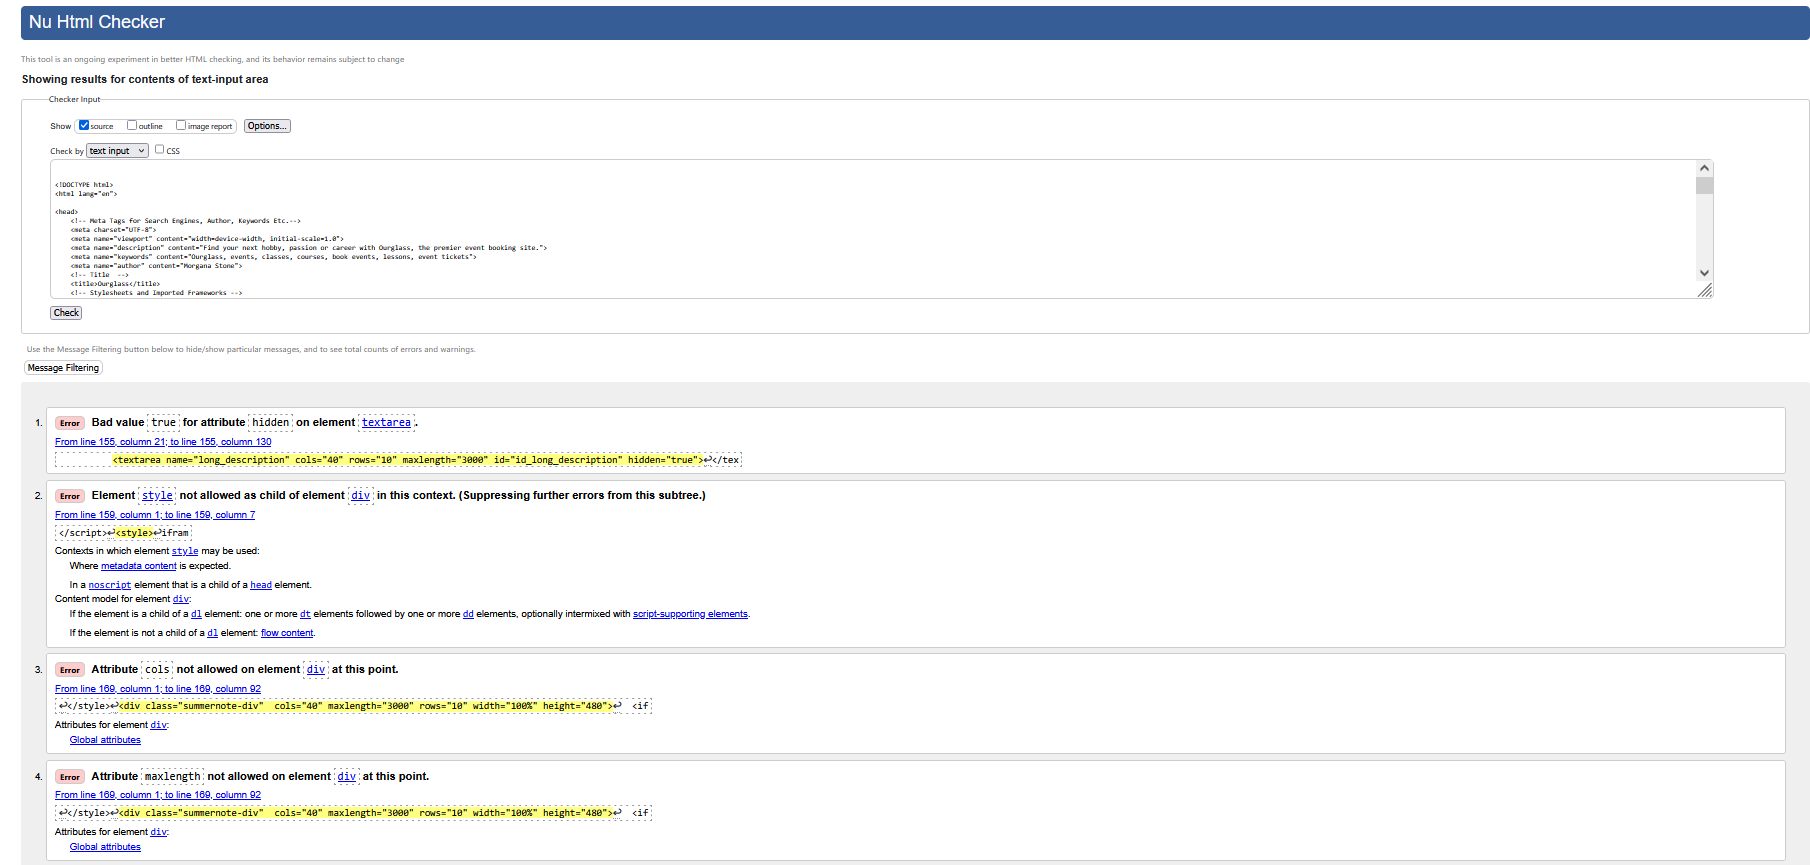 Nu Html Checker
This tool is an ongoing experiment in better HTML checking, and its behavior remains subject to change
Showing results for contents of text-input area
Checker Input
Show source outline image report Options...
Check by text input CSS
<!DOCTYPE html>
<html lang="en">
<head>
<!-- Meta Tags for Search Engines, Author, Keywords Etc.-->
<meta charset="UTF-8">
<meta name="viewport" content="width=device-width, initial-scale=1.0">
<meta name="description" content="Find your next hobby, passion or career with Ourglass, the premier event booking site.">
<meta name="keywords" content="Ourglass, events, classes, courses, book events, lessons, event tickets">
<meta name="author" content="Morgana Stone">
<!-- Title -->
<title>Ourglass</title>
<!-- Stylesheets and Imported Frameworks -->
Check
Use the Message Filtering button below to hide/show particular messages, and to see total counts of errors and warnings.
Message Filtering
1. Error Bad value true for attribute hidden on element textarea.
From line 155, column 21; to line 155, column 130
<textarea name="long_description" cols="40" rows="10" maxlength="3000" id="id_long_description" hidden="true">↩</tex
2. Error Element style not allowed as child of element div in this context. (Suppressing further errors from this subtree.)
From line 159, column 1; to line 159, column 7
</script>↩<style>↩ifram
Contexts in which element style may be used:
Where metadata content is expected.
In a noscript element that is a child of a head element.
Content model for element div:
If the element is a child of a dl element: one or more dt elements followed by one or more dd elements, optionally intermixed with script-supporting elements.
If the element is not a child of a dl element: flow content.
3. Error Attribute cols not allowed on element div at this point.
From line 169, column 1; to line 169, column 92
↩</style>↩<div class="summernote-div"  cols="40" maxlength="3000" rows="10" width="100%" height="480">↩  <if
Attributes for element div:
Global attributes
4. Error Attribute maxlength not allowed on element div at this point.
From line 169, column 1; to line 169, column 92
↩</style>↩<div class="summernote-div"  cols="40" maxlength="3000" rows="10" width="100%" height="480">↩  <if
Attributes for element div:
Global attributes